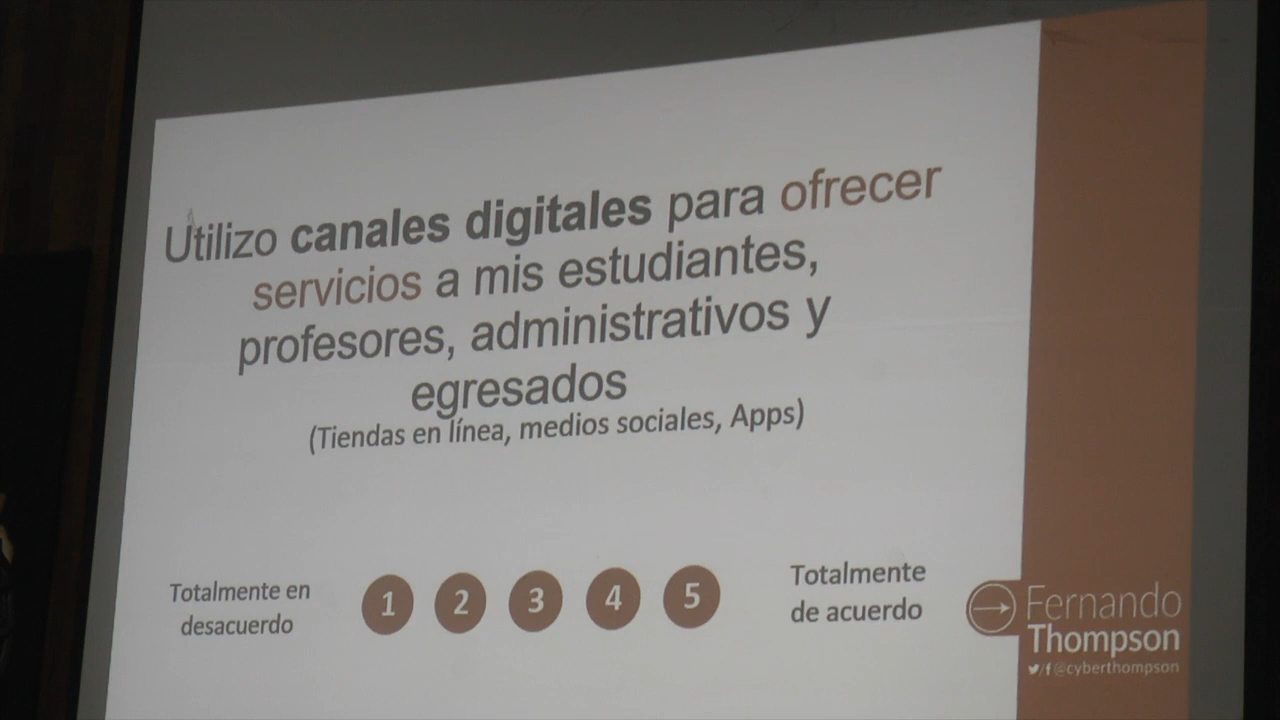 Utilizo canales digitales para ofrecer
servicios a mis estudiantes,
profesores, administrativos y
egresados
(Tiendas en línea, medios sociales, Apps)
Totalmente en
desacuerdo
1 2 3 4 5
Totalmente
de acuerdo
Fernando
Thompson
/f @cyberthompson